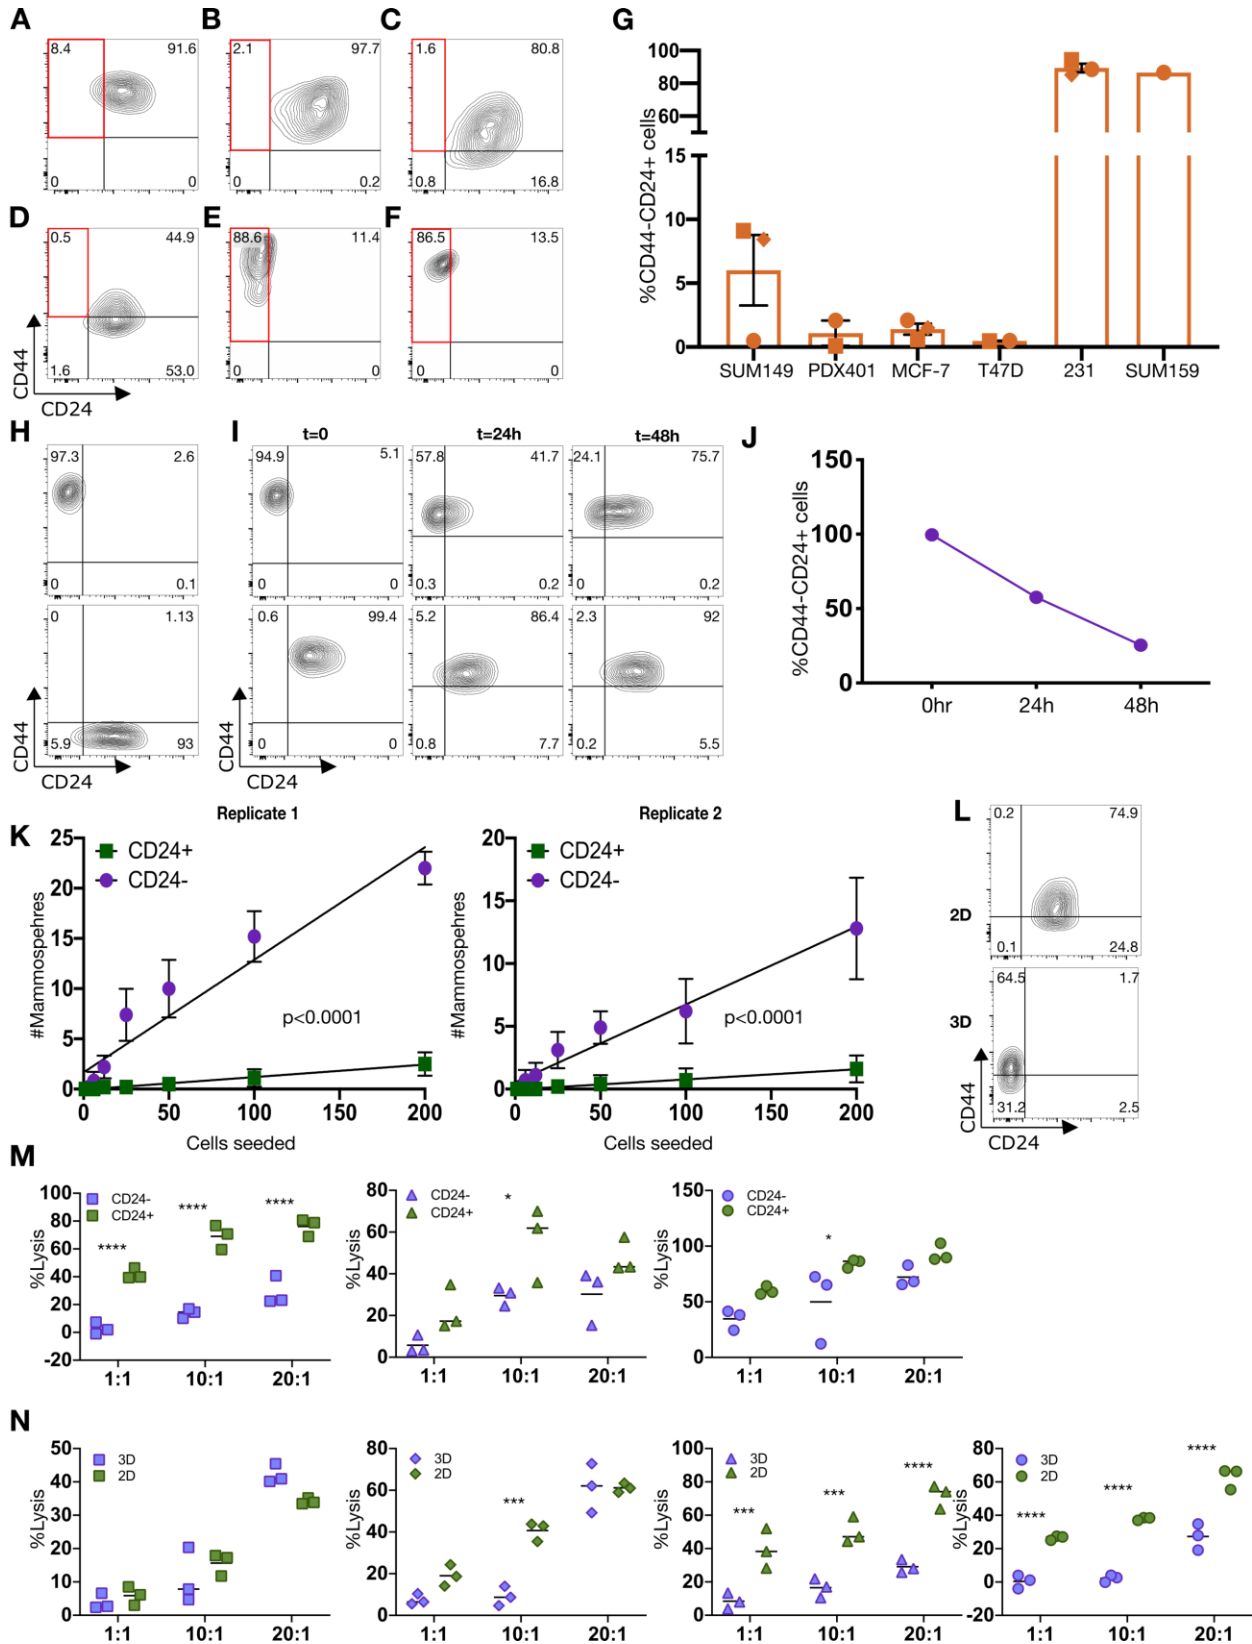 A
8.4
91.6
0
0
B
2.1
97.7
0
0.2
C
1.6
80.8
0.8
16.8
D
0.5
44.9
1.6
53.0
CD44
CD24
E
88.6
11.4
0
0
F
86.5
13.5
0
0
G
%CD44-CD24+ cells
100
80
60
15
10
5
0
SUM149
PDX401
MCF-7
T47D
231
SUM159
H
97.3
2.6
0
0.1
0
1.13
5.9
93
CD44
CD24
I
t=0
t=24h
t=48h
94.9
5.1
0
0
57.8
41.7
0.3
0.2
24.1
75.7
0
0.2
0.6
99.4
0
0
5.2
86.4
0.8
7.7
2.3
92
0.2
5.5
CD44
CD24
J
%CD44-CD24+ cells
150
100
50
0
0hr
24h
48h
K
Replicate 1
#Mammospehres
25
20
15
10
5
0
CD24+
CD24-
p<0.0001
0
50
100
150
200
Cells seeded
Replicate 2
20
15
10
5
0
CD24+
CD24-
p<0.0001
0
50
100
150
200
Cells seeded
L
2D
0.2
74.9
0.1
24.8
3D
64.5
1.7
31.2
2.5
CD44
CD24
M
%Lysis
100
80
60
40
20
0
-20
CD24-
CD24+
****
****
****
1:1
10:1
20:1
%Lysis
80
60
40
20
0
CD24-
CD24+
*
1:1
10:1
20:1
%Lysis
150
100
50
0
CD24-
CD24+
*
1:1
10:1
20:1
N
%Lysis
50
40
30
20
10
0
3D
2D
1:1
10:1
20:1
%Lysis
80
60
40
20
0
3D
2D
***
1:1
10:1
20:1
%Lysis
100
80
60
40
20
0
3D
2D
***
***
****
1:1
10:1
20:1
%Lysis
80
60
40
20
0
-20
3D
2D
****
****
****
1:1
10:1
20:1